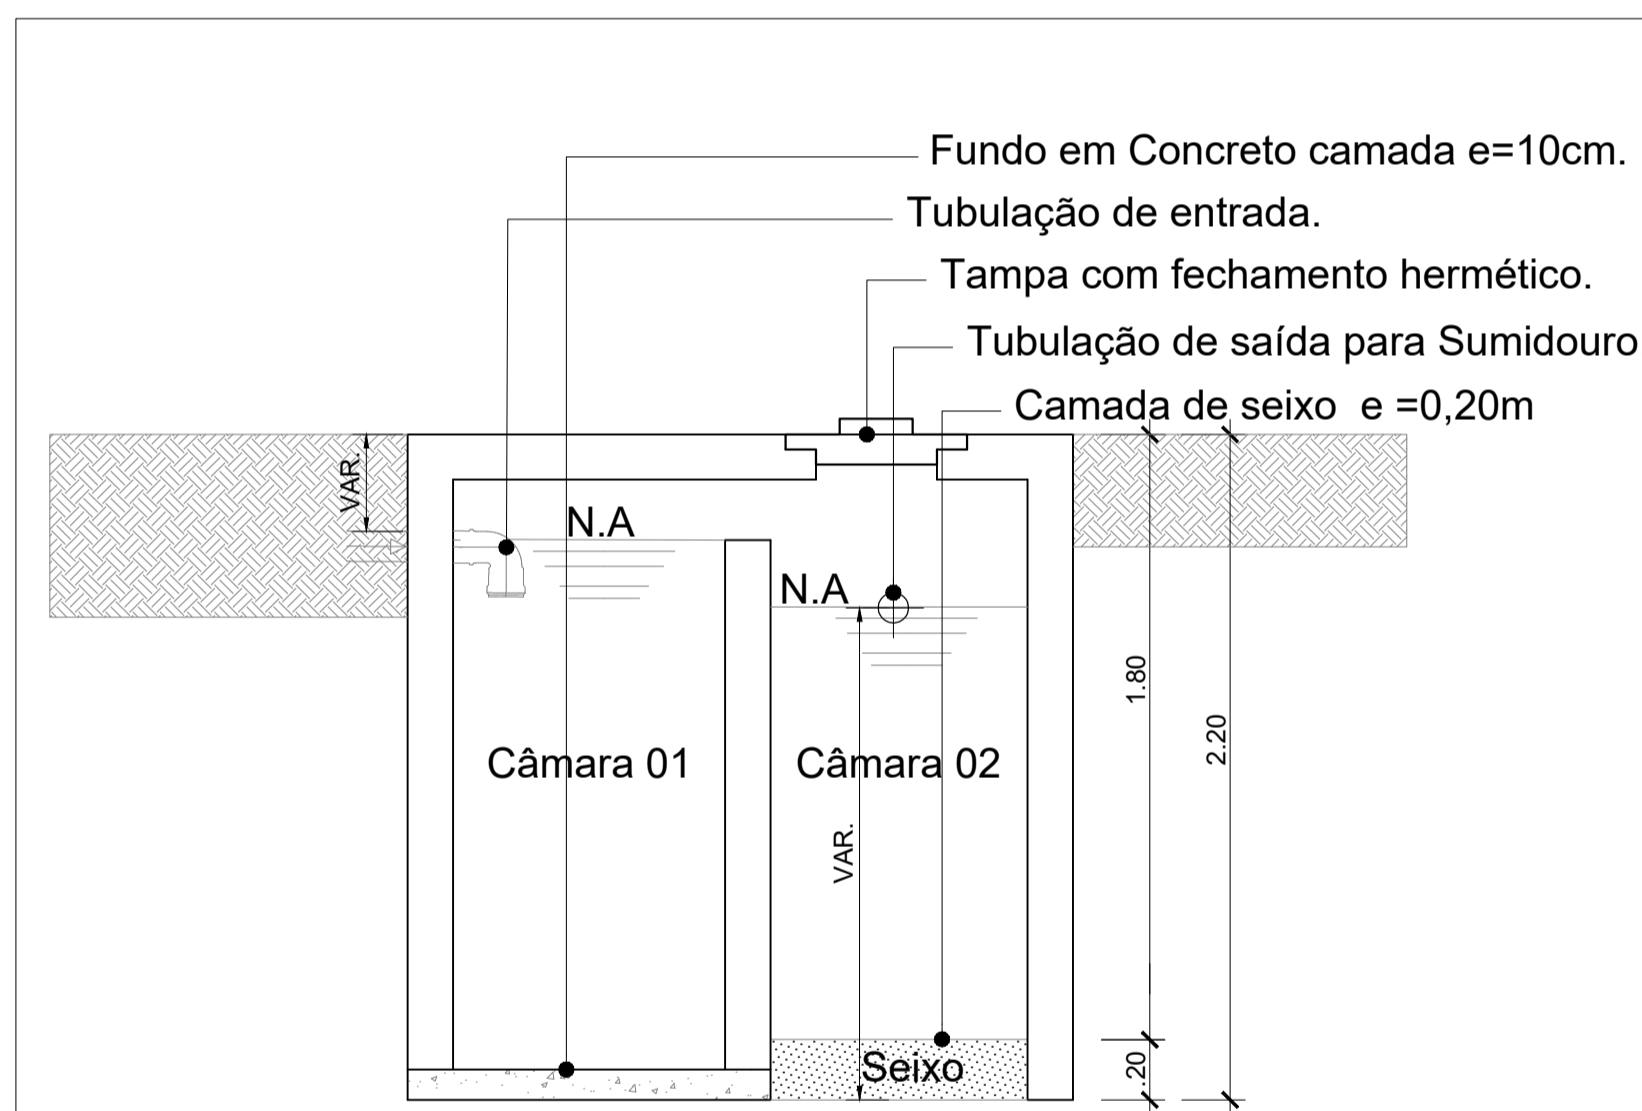 Fundo em Concreto camada e=10cm.
Tubulação de entrada.
Tampa com fechamento hermético.
Tubulação de saída para Sumidouro
Camada de seixo e =0,20m
VAR.
N.A
N.A
1.80
2.20
Câmara 01
Câmara 02
VAR.
Seixo
.20